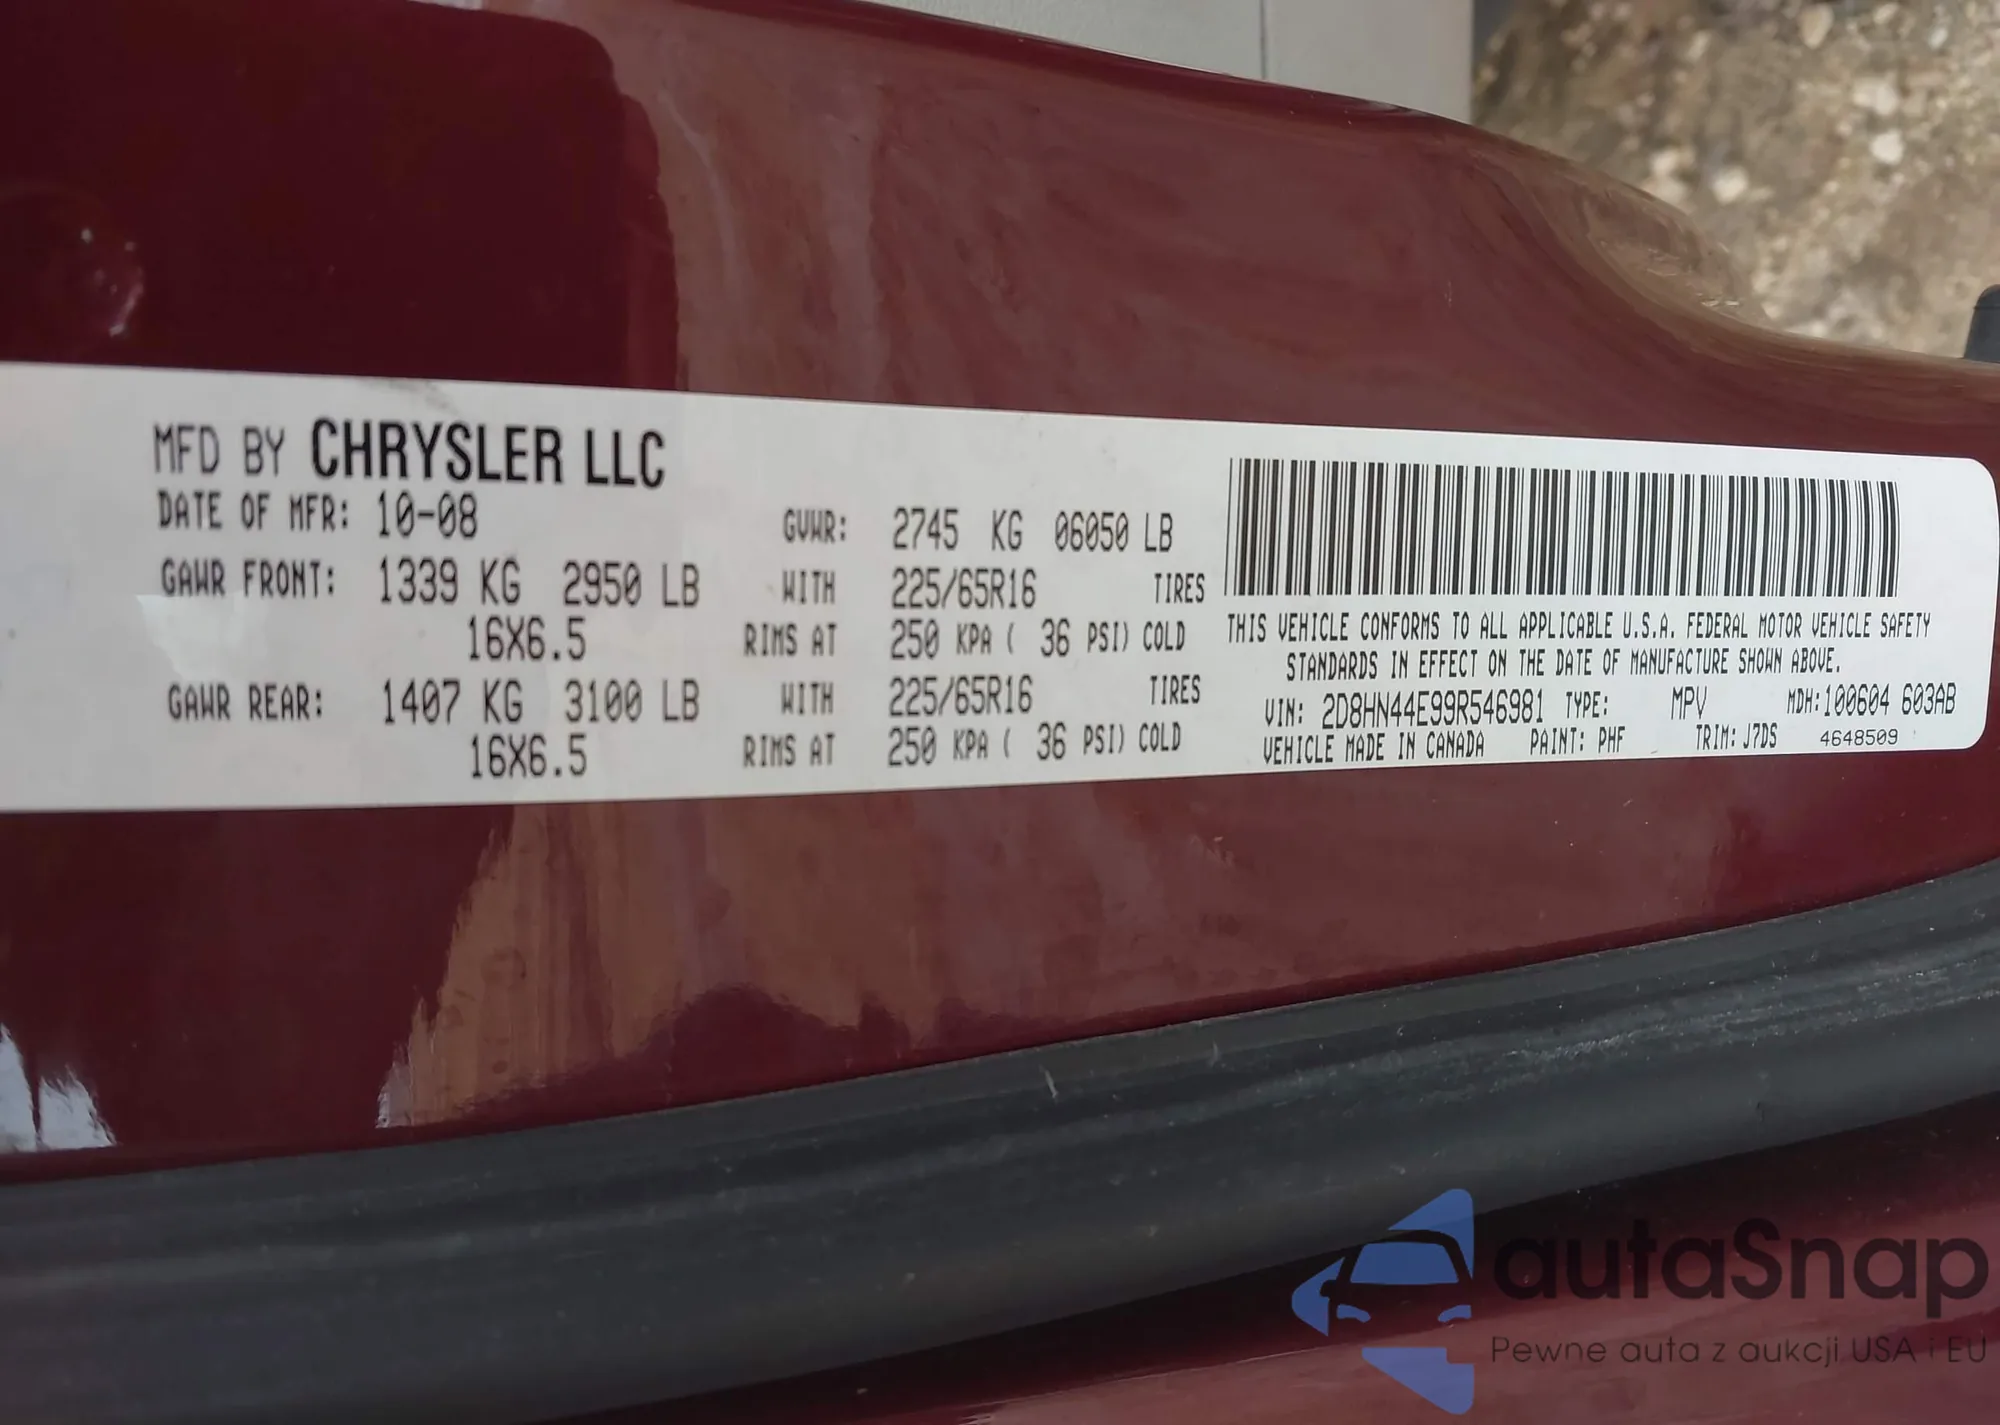 MFD BY CHRYSLER LLC
DATE OF MFR: 10-08 GVWR: 2745 KG 06050 LB
GAWR FRONT: 1339 KG 2950 LB WITH 225/65R16 TIRES
16X6.5 RIMS AT 250 KPA ( 36 PSI) COLD
GAWR REAR: 1407 KG 3100 LB WITH 225/65R16 TIRES
16X6.5 RIMS AT 250 KPA ( 36 PSI) COLD
THIS VEHICLE CONFORMS TO ALL APPLICABLE U.S.A. FEDERAL MOTOR VEHICLE SAFETY
STANDARDS IN EFFECT ON THE DATE OF MANUFACTURE SHOWN ABOVE.
VIN: 2D8HN44E99R546981 TYPE: MPV MDH:100604 603AB
VEHICLE MADE IN CANADA PAINT: PHF TRIM: J7DS 4648509
autaSnap
Pewne auta z aukcji USA i EU